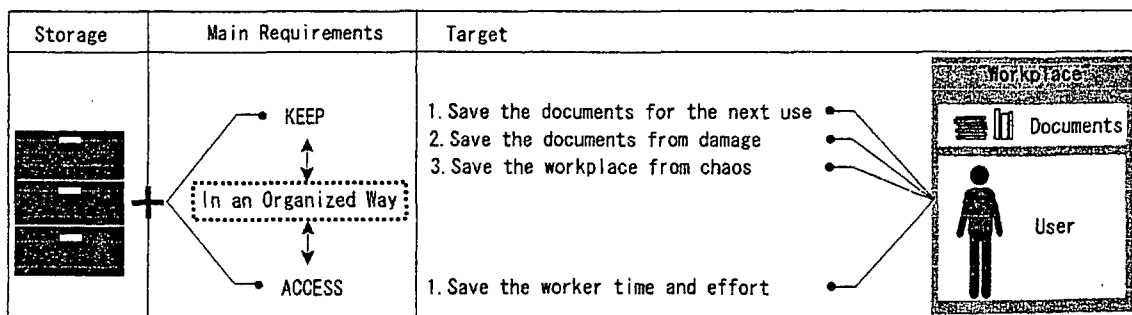 Storage
Main Requirements
Target
KEEP
In an Organized Way
ACCESS
1. Save the documents for the next use
2. Save the documents from damage
3. Save the workplace from chaos
1. Save the worker time and effort
Workplace
Documents
User